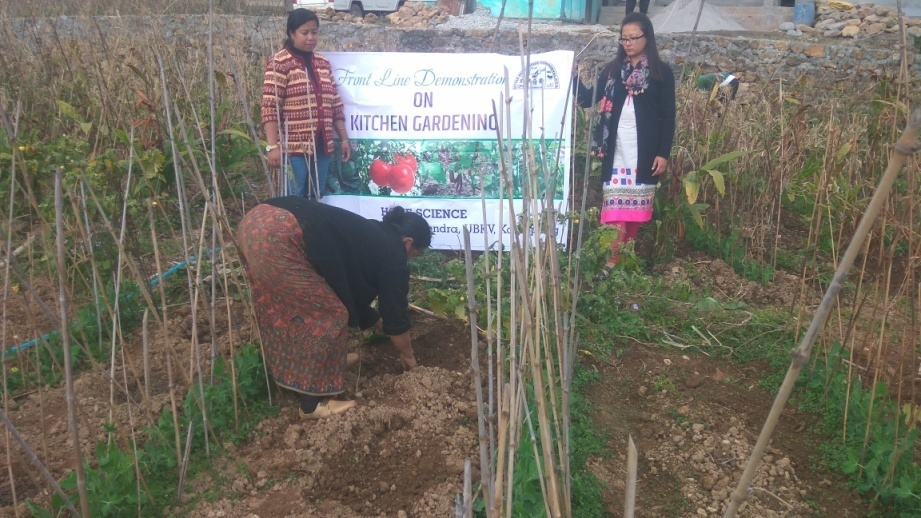 Front Line Demonstration
ON
KITCHEN GARDENING
SCIENCE
UBKV,